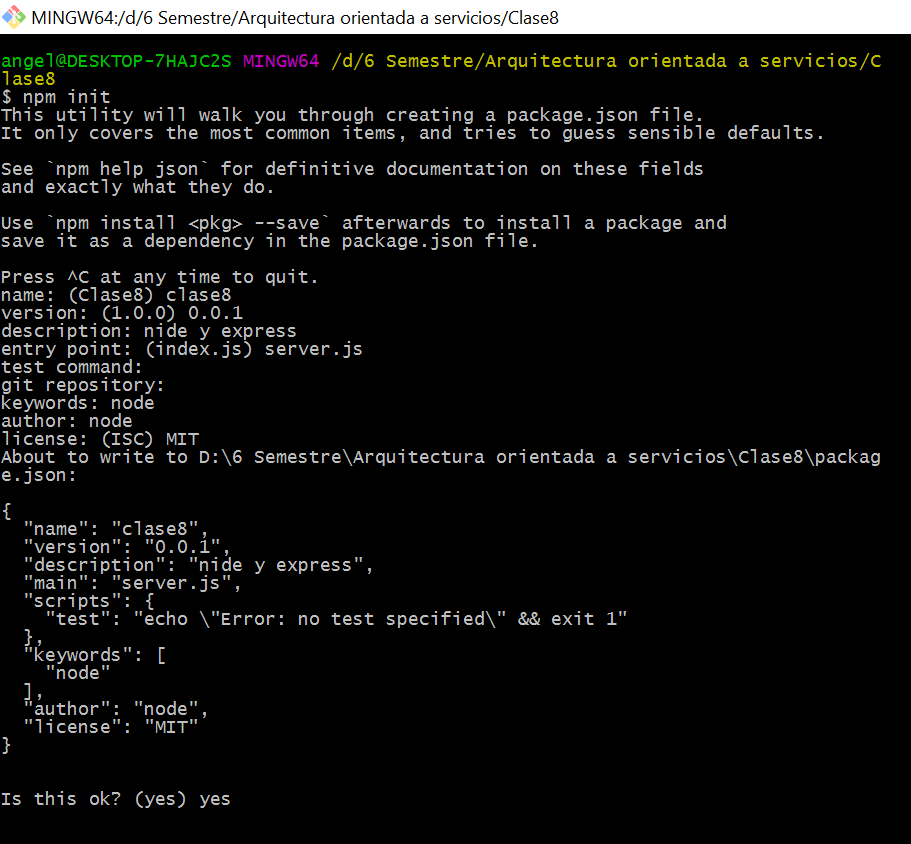 MINGW64:/d/6 Semestre/Arquitectura orientada a servicios/Clase8
angel@DESKTOP-7HAJC2S MINGW64 /d/6 Semestre/Arquitectura orientada a servicios/C
lase8
$ npm init
This utility will walk you through creating a package.json file.
It only covers the most common items, and tries to guess sensible defaults.
See `npm help json` for definitive documentation on these fields
and exactly what they do.
Use `npm install <pkg> --save` afterwards to install a package and
save it as a dependency in the package.json file.
Press ^C at any time to quit.
name: (Clase8) clase8
version: (1.0.0) 0.0.1
description: nide y express
entry point: (index.js) server.js
test command:
git repository:
keywords: node
author: node
license: (ISC) MIT
About to write to D:\6 Semestre\Arquitectura orientada a servicios\Clase8\packag
e.json:
{
  "name": "clase8",
  "version": "0.0.1",
  "description": "nide y express",
  "main": "server.js",
  "scripts": {
    "test": "echo \"Error: no test specified\" && exit 1"
  },
  "keywords": [
    "node"
  ],
  "author": "node",
  "license": "MIT"
}
Is this ok? (yes) yes